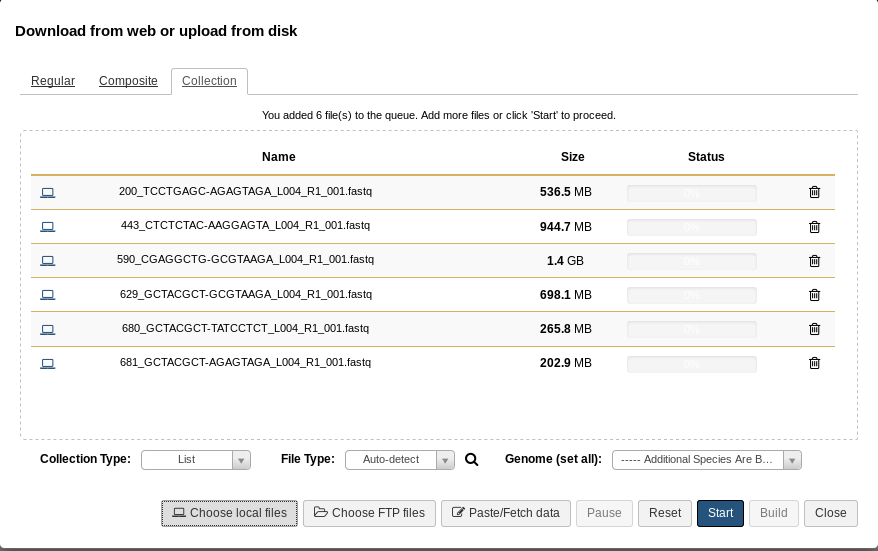 Download from web or upload from disk
Regular Composite Collection
You added 6 file(s) to the queue. Add more files or click 'Start' to proceed.
Name Size Status
200_TCCTGAGC-AGAGTAGA_L004_R1_001.fastq 536.5 MB 0%
443_CTCTCTAC-AAGGAGTA_L004_R1_001.fastq 944.7 MB 0%
590_CGAGGCTG-GCGTAAGA_L004_R1_001.fastq 1.4 GB 0%
629_GCTACGCT-GCGTAAGA_L004_R1_001.fastq 698.1 MB 0%
680_GCTACGCT-TATCCTCT_L004_R1_001.fastq 265.8 MB 0%
681_GCTACGCT-AGAGTAGA_L004_R1_001.fastq 202.9 MB 0%
Collection Type: List File Type: Auto-detect Genome (set all): ----- Additional Species Are B...
Choose local files Choose FTP files Paste/Fetch data Pause Reset Start Build Close